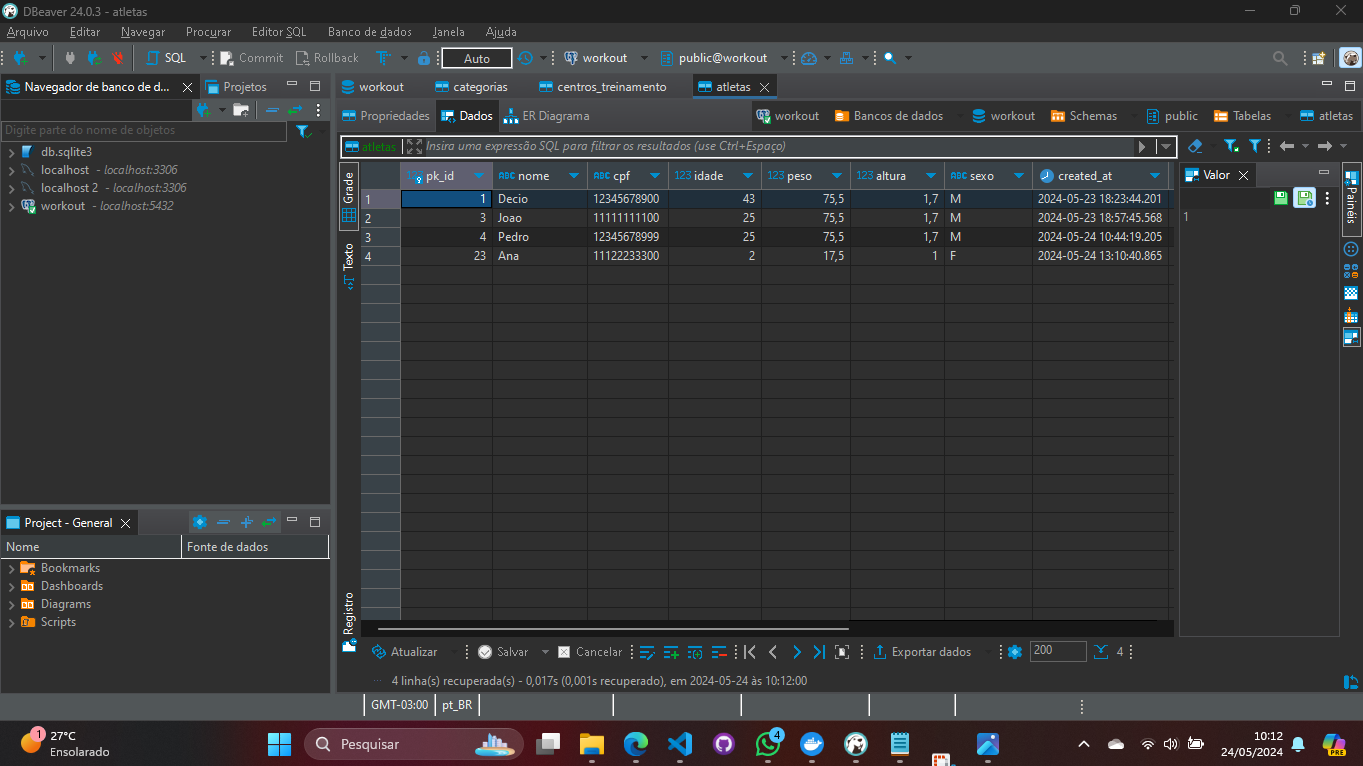 DBeaver 24.0.3 - atletas
Arquivo Editar Navegar Procurar Editor SQL Banco de dados Janela Ajuda
SQL Commit Rollback Auto workout public@workout
Navegador de banco de d... Projetos
workout categorias centros_treinamento atletas
Propriedades Dados ER Diagrama workout Bancos de dados workout Schemas public Tabelas atletas
Digite parte do nome de objetos
db.sqlite3
localhost - localhost:3306
localhost 2 - localhost:3306
workout - localhost:5432
atletas Insira uma expressão SQL para filtrar os resultados (use Ctrl+Espaço)
Grade
Texto
Registro
123 pk_id ABC nome ABC cpf 123 idade 123 peso 123 altura ABC sexo created_at
1 1 Decio 12345678900 43 75,5 1,7 M 2024-05-23 18:23:44.201
2 3 Joao 11111111100 25 75,5 1,7 M 2024-05-23 18:57:45.568
3 4 Pedro 12345678999 25 75,5 1,7 M 2024-05-24 10:44:19.205
4 23 Ana 11122233300 2 17,5 1 F 2024-05-24 13:10:40.865
Valor
1
Painéis
Project - General
Nome Fonte de dados
Bookmarks
Dashboards
Diagrams
Scripts
Atualizar Salvar Cancelar Exportar dados 200 4
4 linha(s) recuperada(s) - 0,017s (0,001s recuperado), em 2024-05-24 às 10:12:00
GMT-03:00 pt_BR
1
27°C
Ensolarado
Pesquisar
4
10:12
24/05/2024
PRE